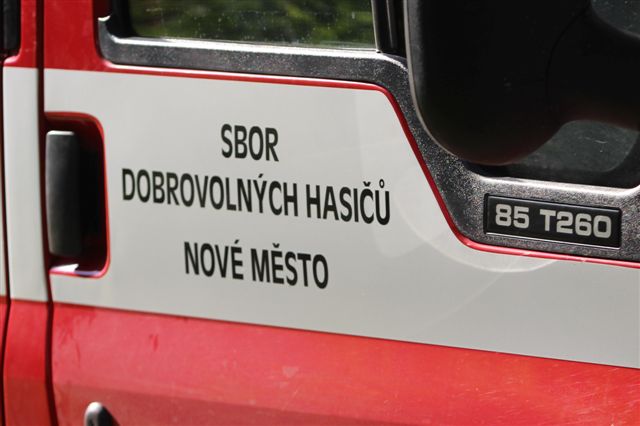 SBOR
DOBROVOLNÝCH HASIČŮ
NOVÉ MĚSTO
85 T260